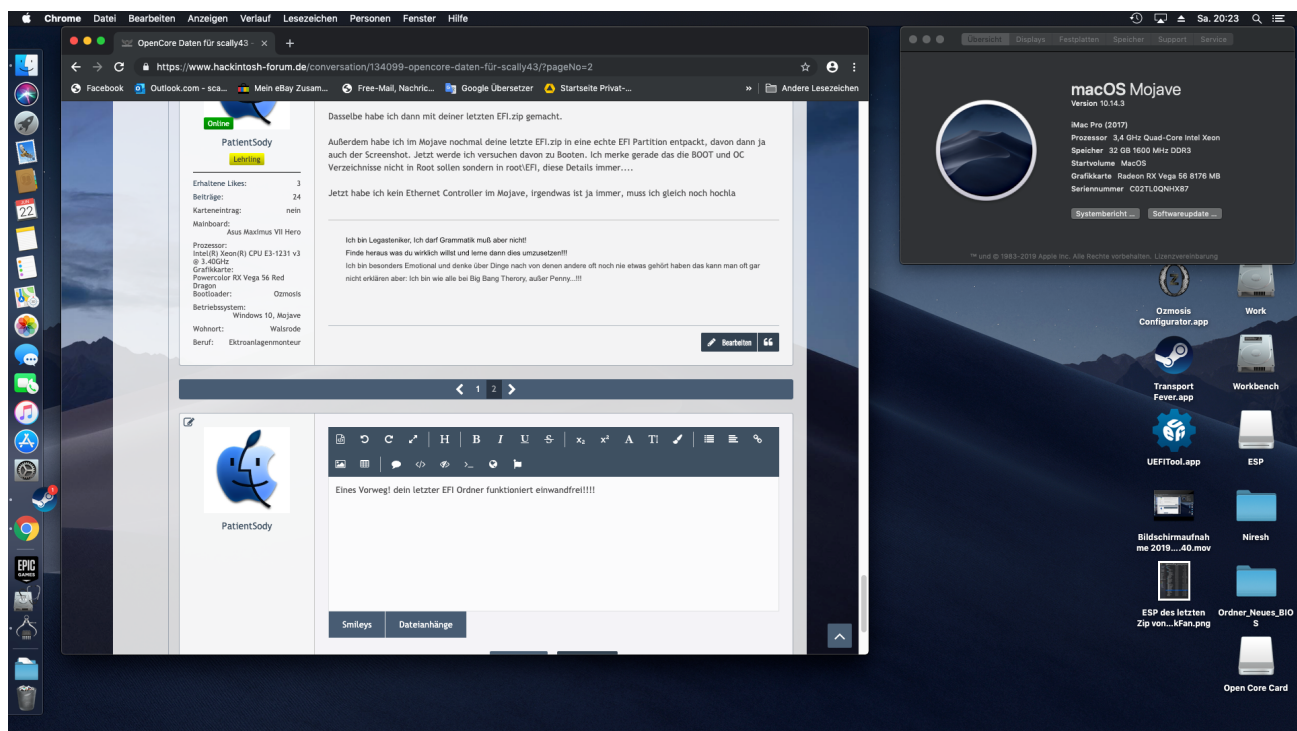 Chrome Datei Bearbeiten Anzeigen Verlauf Lesezeichen Personen Fenster Hilfe
Sa. 20:23
OpenCore Daten für scally43 -
https://www.hackintosh-forum.de/conversation/134099-opencore-daten-für-scally43/?pageNo=2
Facebook Outlook.com - sca... Mein eBay Zusam... Free-Mail, Nachric... Google Übersetzer Startseite Privat-... » Andere Lesezeichen
Online
PatientSody
Lehrling
Erhaltene Likes: 3
Beiträge: 24
Karteneintrag: nein
Mainboard:
Asus Maximus VII Hero
Prozessor:
Intel(R) Xeon(R) CPU E3-1231 v3
@ 3.40GHz
Grafikkarte:
Powercolor RX Vega 56 Red
Dragon
Bootloader: Ozmosis
Betriebssystem:
Windows 10, Mojave
Wohnort: Walsrode
Beruf: Ektroanlagenmonteur
Dasselbe habe ich dann mit deiner letzten EFI.zip gemacht.
Außerdem habe ich im Mojave nochmal deine letzte EFI.zip in eine echte EFI Partition entpackt, davon dann ja
auch der Screenshot. Jetzt werde ich versuchen davon zu Booten. Ich merke gerade das die BOOT und OC
Verzeichnisse nicht in Root sollen sondern in root\EFI, diese Details immer....
Jetzt habe ich kein Ethernet Controller im Mojave, irgendwas ist ja immer, muss ich gleich noch hochla
Ich bin Legasteniker, Ich darf Grammatik muß aber nicht!
Finde heraus was du wirklich willst und lerne dann dies umzusetzen!!!
Ich bin besonders Emotional und denke über Dinge nach von denen andere oft noch nie etwas gehört haben das kann man oft gar
nicht erklären aber: Ich bin wie alle bei Big Bang Therory, außer Penny...!!!
Bearbeiten
1 2
H B I U S x₂ x² A
PatientSody
Eines Vorweg! dein letzter EFI Ordner funktioniert einwandfrei!!!!
Smileys Dateianhänge
Übersicht Displays Festplatten Speicher Support Service
macOS Mojave
Version 10.14.3
iMac Pro (2017)
Prozessor 3,4 GHz Quad-Core Intel Xeon
Speicher 32 GB 1600 MHz DDR3
Startvolume MacOS
Grafikkarte Radeon RX Vega 56 8176 MB
Seriennummer C02TL0QNHX87
Systembericht ... Softwareupdate ...
™ und © 1983–2019 Apple Inc. Alle Rechte vorbehalten. Lizenzvereinbarung
Ozmosis
Configurator.app
Work
Transport
Fever.app
Workbench
UEFITool.app
ESP
Bildschirmaufnah
me 2019....40.mov
Niresh
ESP des letzten
Zip von...kFan.png
Ordner_Neues_BIO
S
Open Core Card
22
EPIC
GAMES
1